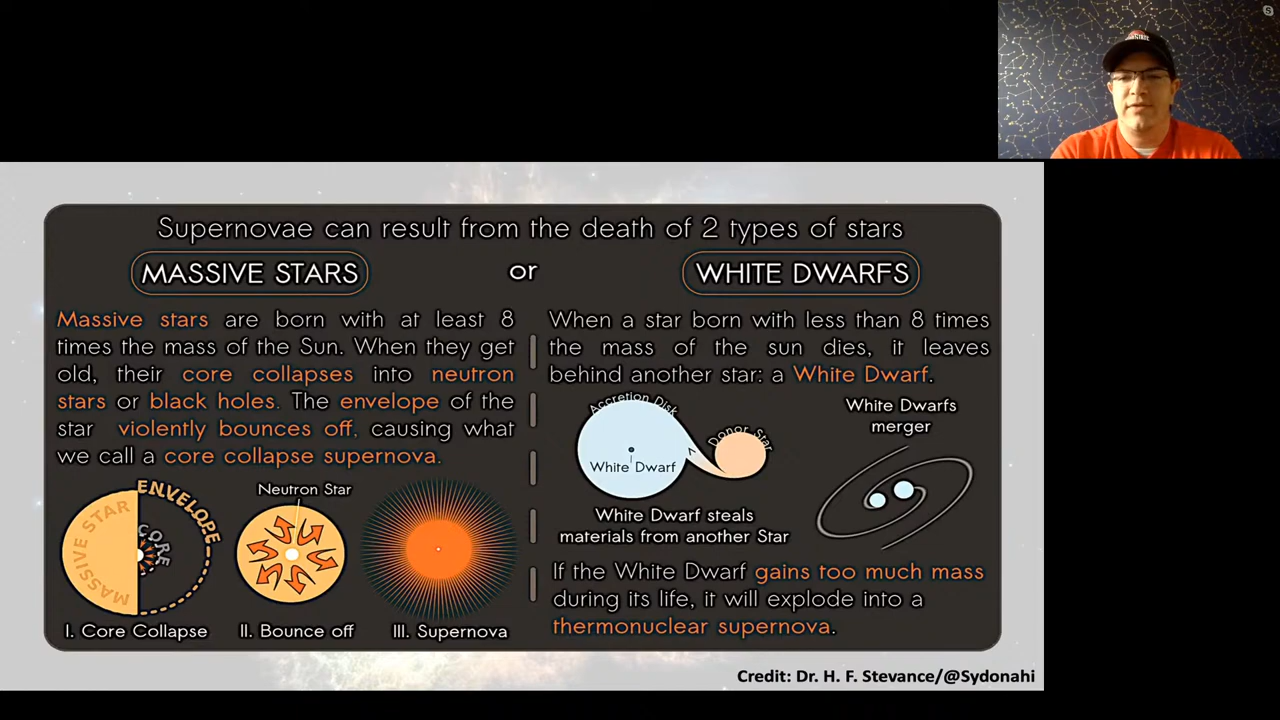 Supernovae can result from the death of 2 types of stars
MASSIVE STARS
or
WHITE DWARFS
Massive stars are born with at least 8
times the mass of the Sun. When they get
old, their core collapses into neutron
stars or black holes. The envelope of the
star violently bounces off, causing what
we call a core collapse supernova.
MASSIVE STAR
CORE
ENVELOPE
I. Core Collapse
Neutron Star
II. Bounce off
III. Supernova
When a star born with less than 8 times
the mass of the sun dies, it leaves
behind another star: a White Dwarf.
Accretion Disk
White Dwarf
Donor Star
White Dwarf steals
materials from another Star
White Dwarfs
merger
If the White Dwarf gains too much mass
during its life, it will explode into a
thermonuclear supernova.
Credit: Dr. H. F. Stevance/@Sydonahi